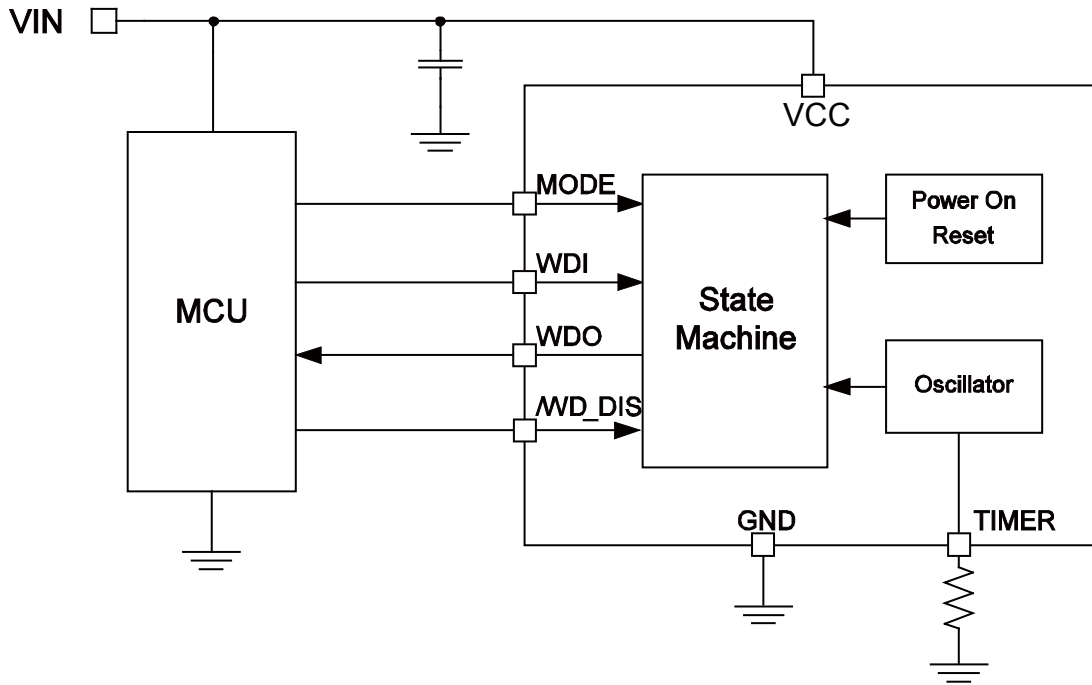 VIN
VCC
MODE
Power On
Reset
WDI
State
Machine
MCU
WDO
Oscillator
/WD_DIS
GND
TIMER